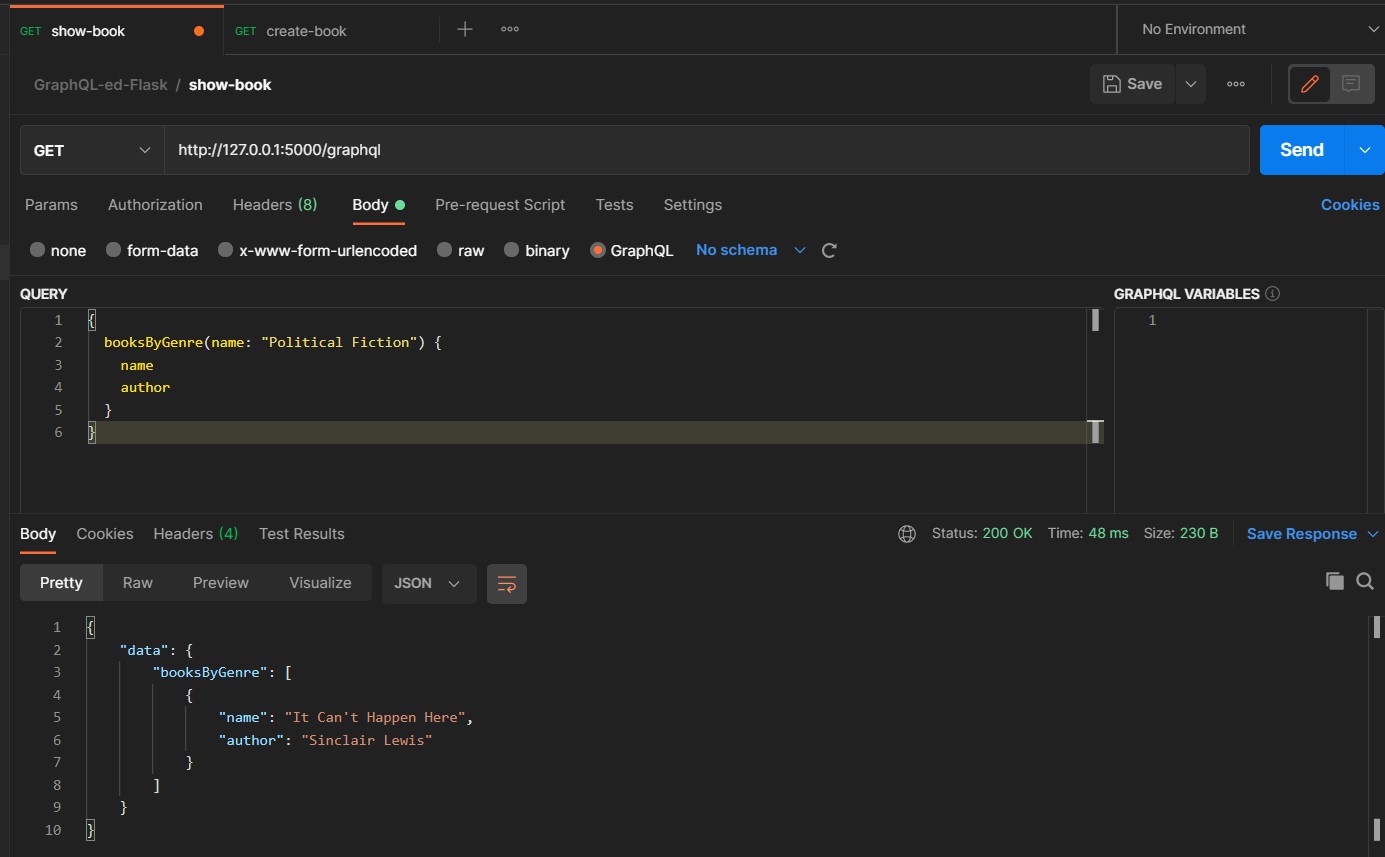 GET show-book GET create-book No Environment
GraphQL-ed-Flask / show-book Save
GET http://127.0.0.1:5000/graphql Send
Params Authorization Headers (8) Body Pre-request Script Tests Settings Cookies
none form-data x-www-form-urlencoded raw binary GraphQL No schema
QUERY GRAPHQL VARIABLES
1 { 1
2 booksByGenre(name: "Political Fiction") {
3 name
4 author
5 }
6 }
Body Cookies Headers (4) Test Results Status: 200 OK Time: 48 ms Size: 230 B Save Response
Pretty Raw Preview Visualize JSON
1 {
2 "data": {
3 "booksByGenre": [
4 {
5 "name": "It Can't Happen Here",
6 "author": "Sinclair Lewis"
7 }
8 ]
9 }
10 }